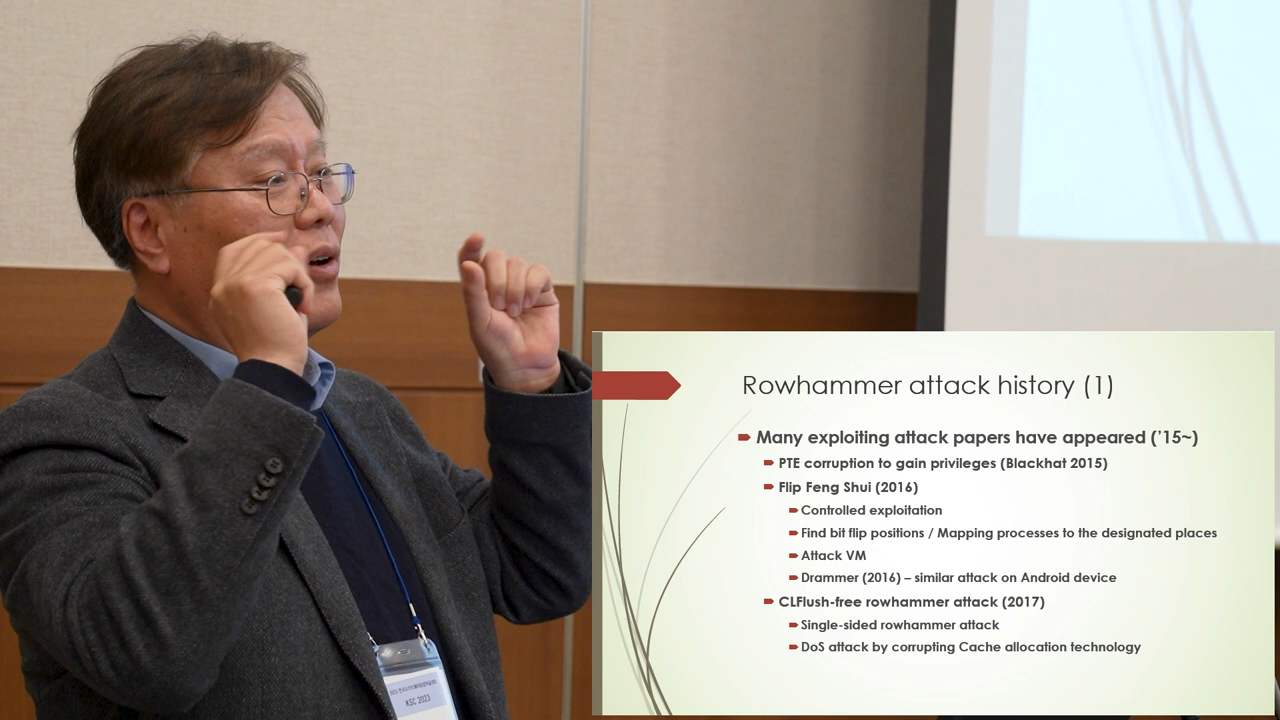 Rowhammer attack history (1)
Many exploiting attack papers have appeared ('15~)
PTE corruption to gain privileges (Blackhat 2015)
Flip Feng Shui (2016)
Controlled exploitation
Find bit flip positions / Mapping processes to the designated places
Attack VM
Drammer (2016) – similar attack on Android device
CLFlush-free rowhammer attack (2017)
Single-sided rowhammer attack
DoS attack by corrupting Cache allocation technology
KSC 2023